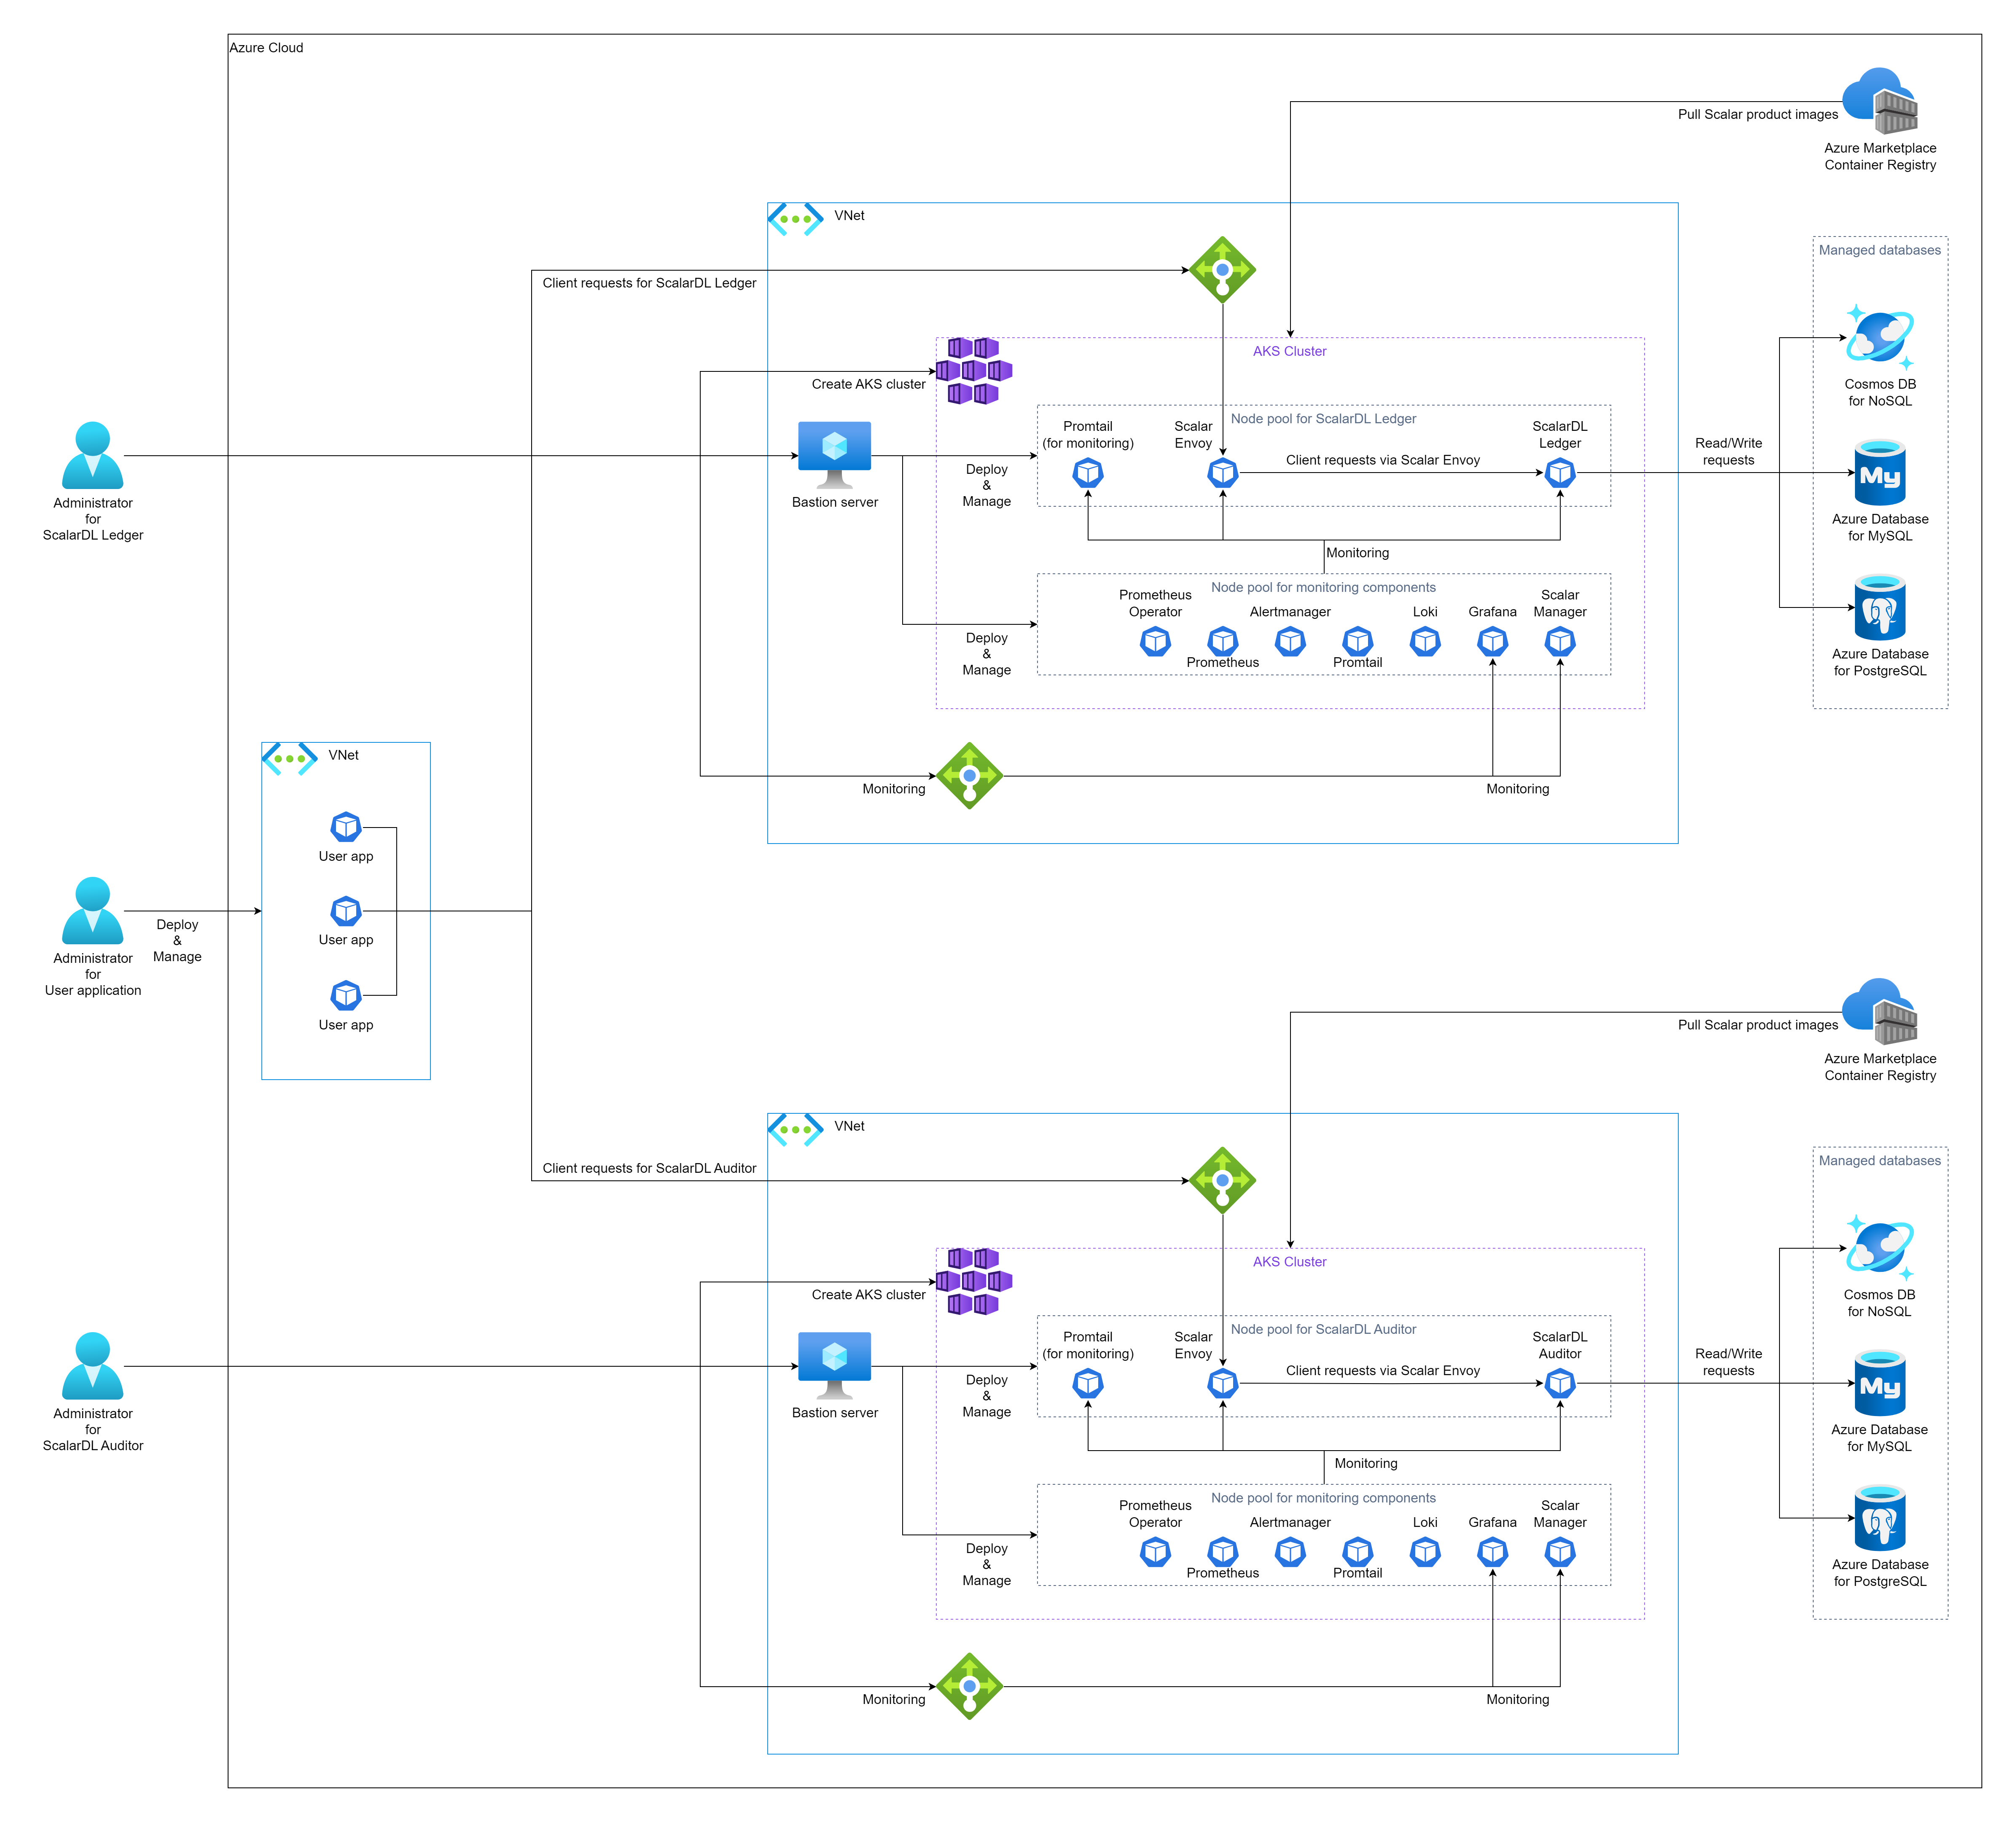 Azure Cloud
Pull Scalar product images
Azure Marketplace
Container Registry
VNet
Managed databases
Client requests for ScalarDL Ledger
AKS Cluster
Create AKS cluster
Cosmos DB
for NoSQL
Node pool for ScalarDL Ledger
Promtail
(for monitoring)
Scalar
Envoy
ScalarDL
Ledger
Client requests via Scalar Envoy
Read/Write
requests
Deploy
&
Manage
Bastion server
Administrator
for
ScalarDL Ledger
Azure Database
for MySQL
Monitoring
Node pool for monitoring components
Prometheus
Operator
Alertmanager
Loki
Grafana
Scalar
Manager
Prometheus
Promtail
Deploy
&
Manage
Azure Database
for PostgreSQL
VNet
Monitoring
Monitoring
User app
User app
User app
Deploy
&
Manage
Administrator
for
User application
Pull Scalar product images
Azure Marketplace
Container Registry
VNet
Managed databases
Client requests for ScalarDL Auditor
AKS Cluster
Create AKS cluster
Cosmos DB
for NoSQL
Node pool for ScalarDL Auditor
Promtail
(for monitoring)
Scalar
Envoy
ScalarDL
Auditor
Client requests via Scalar Envoy
Read/Write
requests
Deploy
&
Manage
Bastion server
Administrator
for
ScalarDL Auditor
Azure Database
for MySQL
Monitoring
Node pool for monitoring components
Prometheus
Operator
Alertmanager
Loki
Grafana
Scalar
Manager
Prometheus
Promtail
Deploy
&
Manage
Azure Database
for PostgreSQL
Monitoring
Monitoring